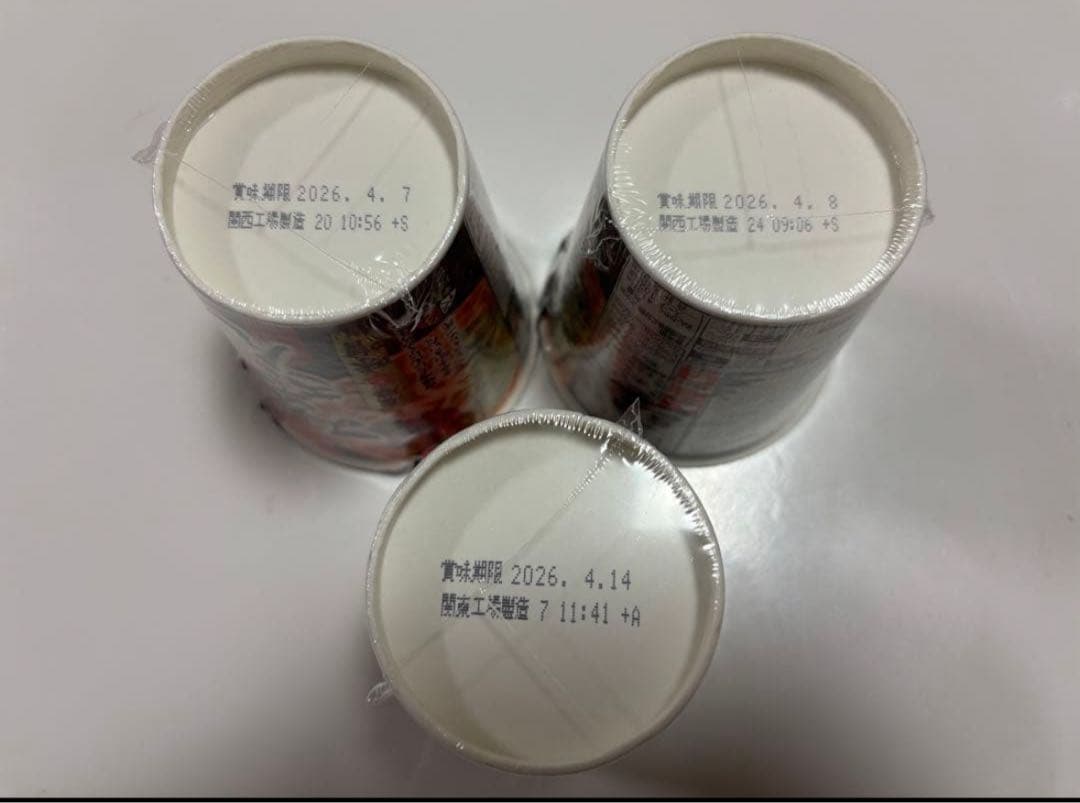 賞味期限 2026. 4. 7
関西工場製造 20 10:56 +S
賞味期限 2026. 4. 8
関西工場製造 24 09:06 +S
賞味期限 2026. 4.14
関東工場製造 7 11:41 +A